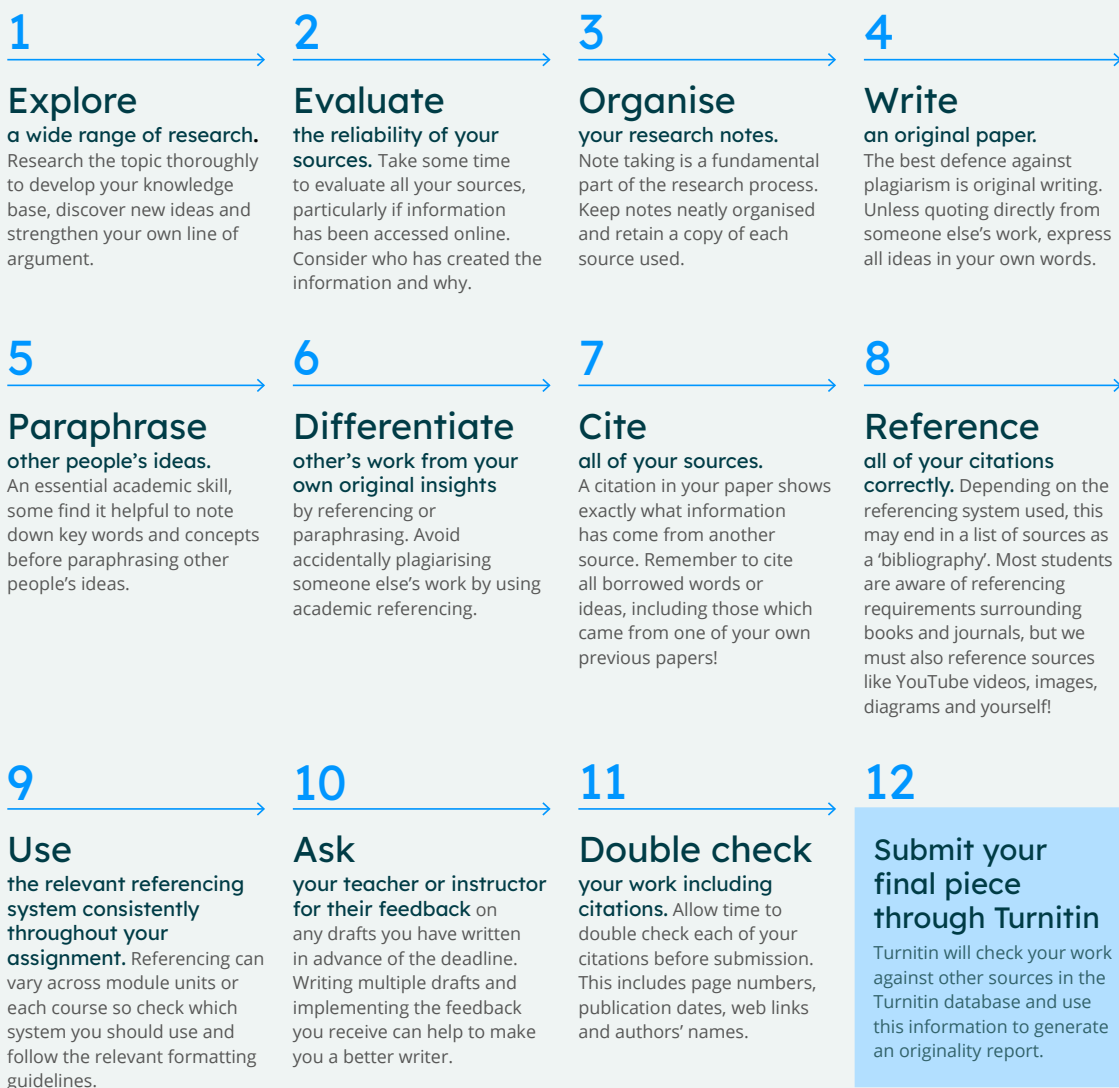 1
Explore
a wide range of research.
Research the topic thoroughly
to develop your knowledge
base, discover new ideas and
strengthen your own line of
argument.
2
Evaluate
the reliability of your
sources. Take some time
to evaluate all your sources,
particularly if information
has been accessed online.
Consider who has created the
information and why.
3
Organise
your research notes.
Note taking is a fundamental
part of the research process.
Keep notes neatly organised
and retain a copy of each
source used.
4
Write
an original paper.
The best defence against
plagiarism is original writing.
Unless quoting directly from
someone else's work, express
all ideas in your own words.
5
Paraphrase
other people's ideas.
An essential academic skill,
some find it helpful to note
down key words and concepts
before paraphrasing other
people's ideas.
6
Differentiate
other's work from your
own original insights
by referencing or
paraphrasing. Avoid
accidentally plagiarising
someone else's work by using
academic referencing.
7
Cite
all of your sources.
A citation in your paper shows
exactly what information
has come from another
source. Remember to cite
all borrowed words or
ideas, including those which
came from one of your own
previous papers!
8
Reference
all of your citations
correctly. Depending on the
referencing system used, this
may end in a list of sources as
a 'bibliography'. Most students
are aware of referencing
requirements surrounding
books and journals, but we
must also reference sources
like YouTube videos, images,
diagrams and yourself!
9
Use
the relevant referencing
system consistently
throughout your
assignment. Referencing can
vary across module units or
each course so check which
system you should use and
follow the relevant formatting
guidelines.
10
Ask
your teacher or instructor
for their feedback on
any drafts you have written
in advance of the deadline.
Writing multiple drafts and
implementing the feedback
you receive can help to make
you a better writer.
11
Double check
your work including
citations. Allow time to
double check each of your
citations before submission.
This includes page numbers,
publication dates, web links
and authors' names.
12
Submit your
final piece
through Turnitin
Turnitin will check your work
against other sources in the
Turnitin database and use
this information to generate
an originality report.